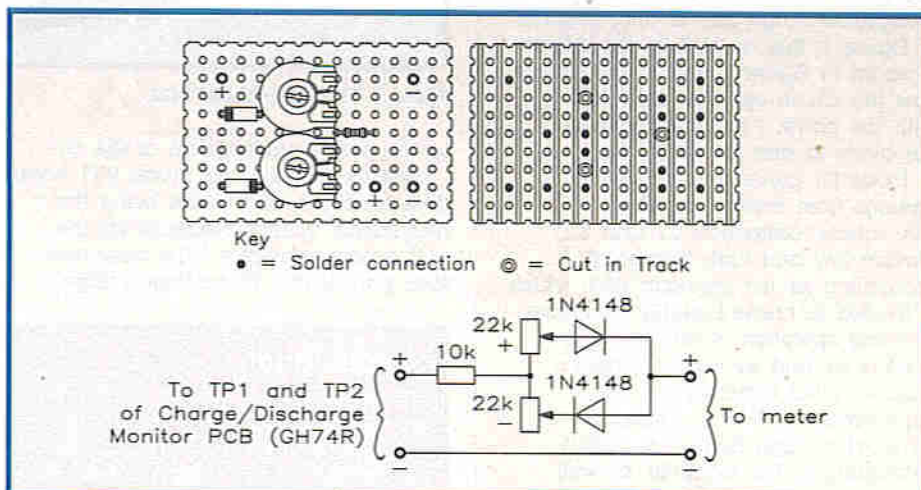 + −
+ −
Key
• = Solder connection ◎ = Cut in Track
1N4148
22k
+
10k
+ +
1N4148
To TP1 and TP2
of Charge/Discharge
Monitor PCB (GH74R)
22k
−
To meter
− −